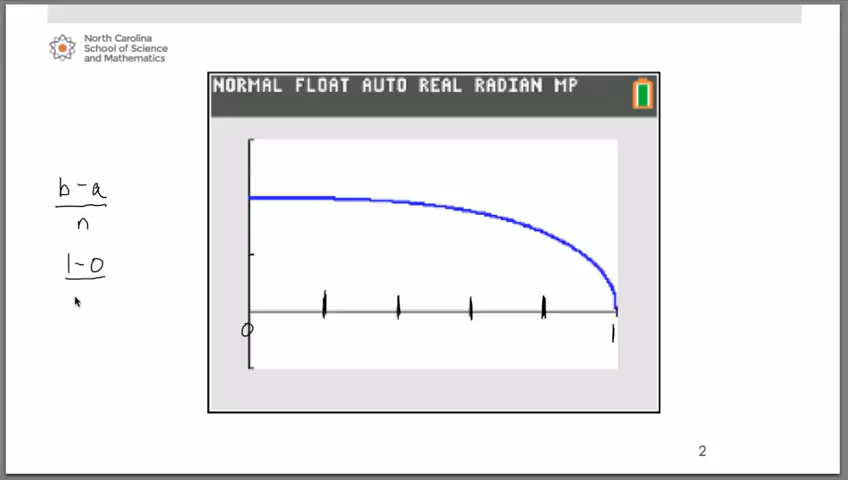 North Carolina
School of Science
and Mathematics
NORMAL FLOAT AUTO REAL RADIAN MP
b-a
n
1-0
0
1
2